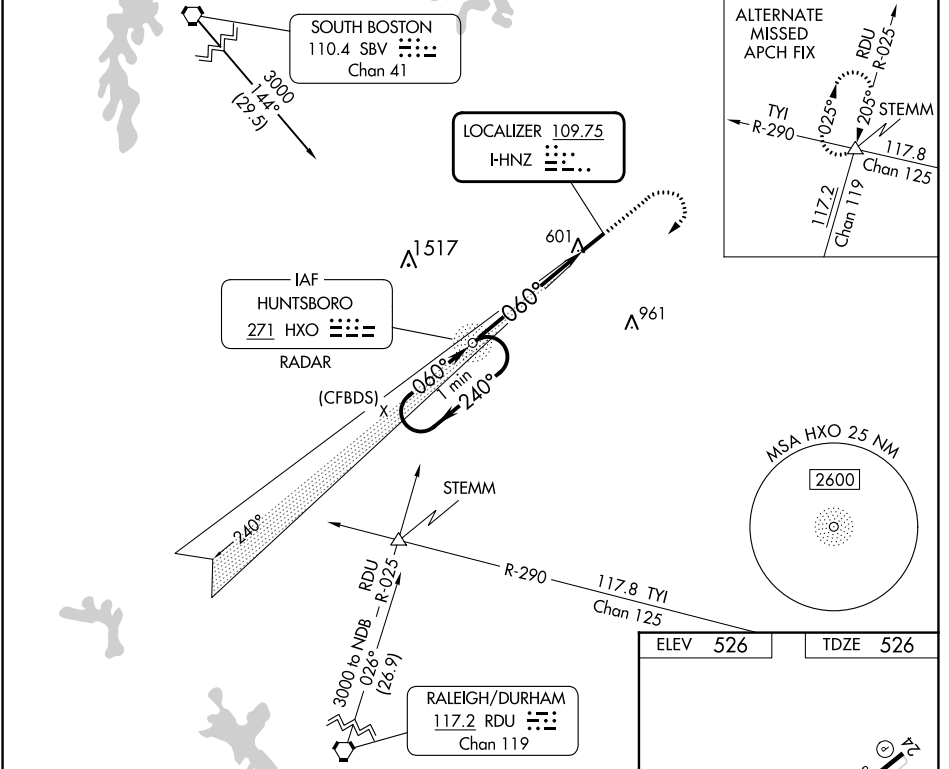 SOUTH BOSTON
110.4 SBV
Chan 41
3000
144°
(29.5)
LOCALIZER 109.75
I-HNZ
ALTERNATE
MISSED
APCH FIX
RDU
R-025
TYI
R-290
025°
205°
STEMM
117.8
Chan 125
117.2
Chan 119
1517
601
961
IAF
HUNTSBORO
271 HXO
RADAR
060°
060°
1 min
240°
(CFBDS)
X
240°
STEMM
R-290
117.8 TYI
Chan 125
RDU
R-025
3000 to NDB
026°
(26.9)
RALEIGH/DURHAM
117.2 RDU
Chan 119
MSA HXO 25 NM
2600
ELEV 526
TDZE 526
P
24